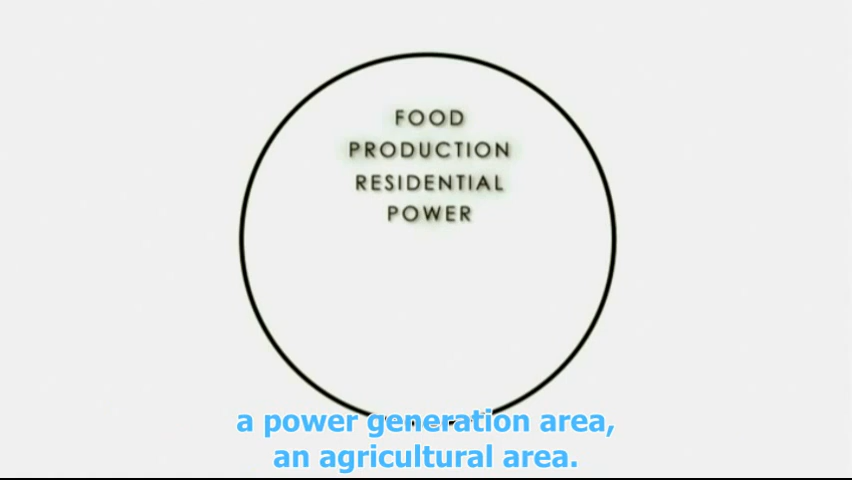 FOOD
PRODUCTION
RESIDENTIAL
POWER
a power generation area,
an agricultural area.